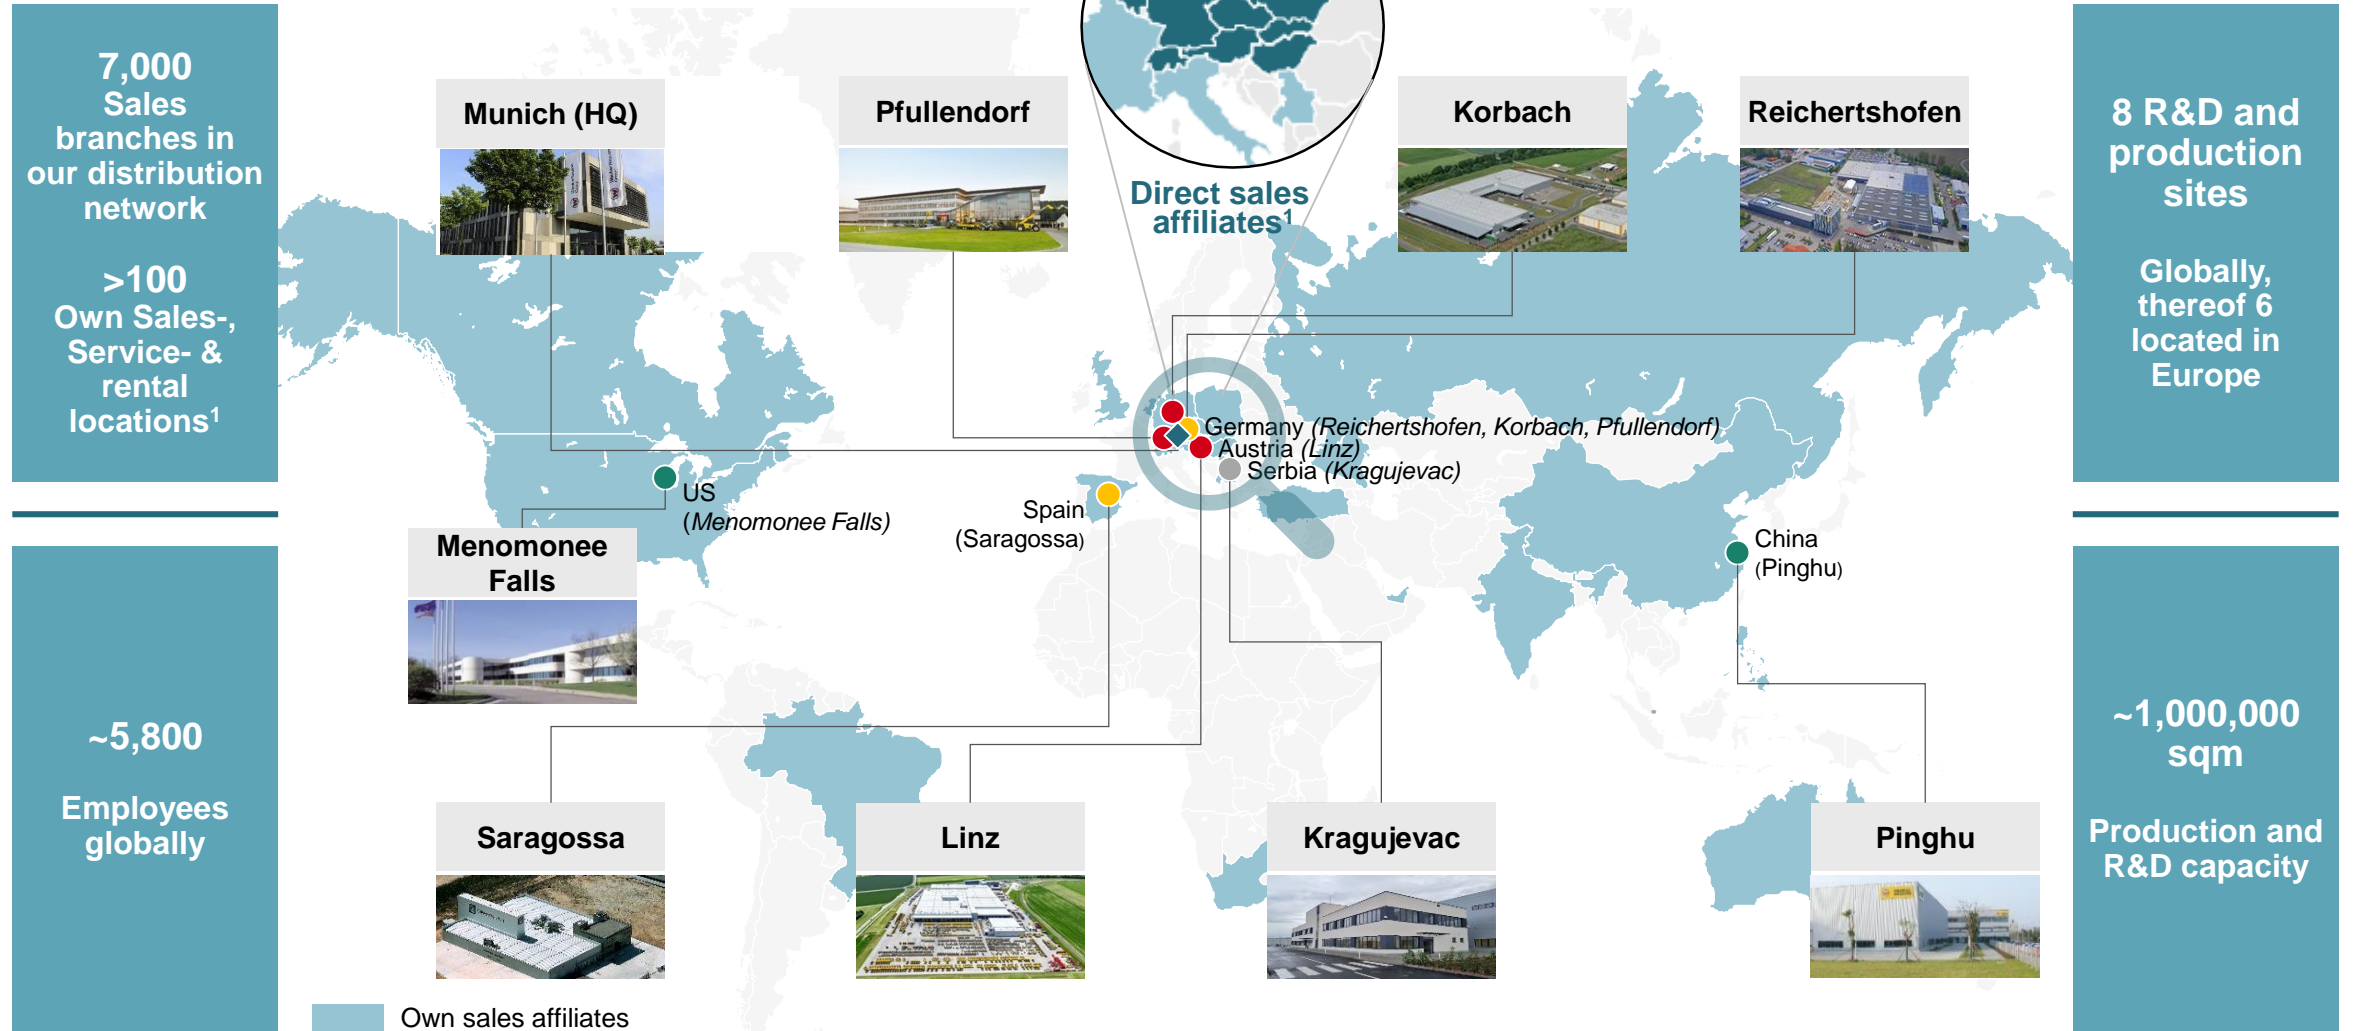 7,000
Sales
branches in
our distribution
network
>100
Own Sales-,
Service- &
rental
locations¹
~5,800
Employees
globally
Munich (HQ)
Pfullendorf
Direct sales
affiliates¹
Korbach
Reichertshofen
Germany (Reichertshofen, Korbach, Pfullendorf)
Austria (Linz)
Serbia (Kragujevac)
US
(Menomonee Falls)
Spain
(Saragossa)
China
(Pinghu)
Menomonee
Falls
Saragossa
Linz
Kragujevac
Pinghu
Own sales affiliates
8 R&D and
production
sites
Globally,
thereof 6
located in
Europe
~1,000,000
sqm
Production and
R&D capacity